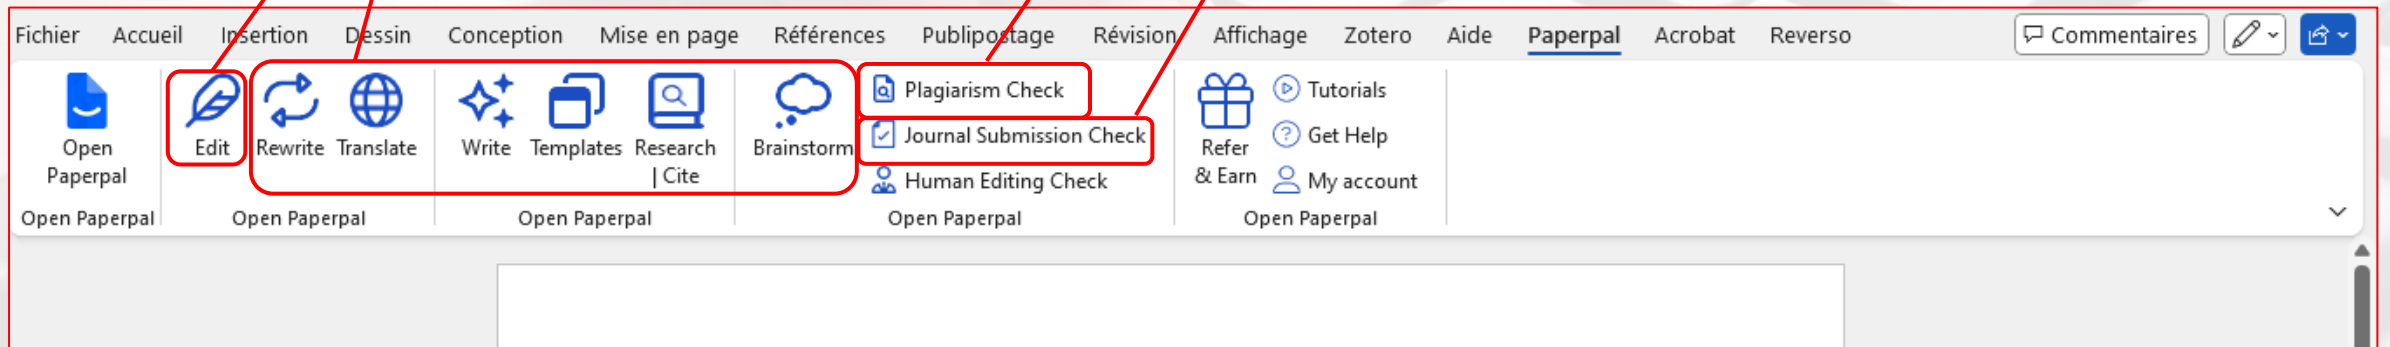 Fichier Accueil Insertion Dessin Conception Mise en page Références Publipostage Révision Affichage Zotero Aide Paperpal Acrobat Reverso Commentaires
Open
Paperpal
Open Paperpal
Edit Rewrite Translate
Open Paperpal
Write Templates Research
| Cite
Open Paperpal
Brainstorm
Plagiarism Check
Journal Submission Check
Human Editing Check
Open Paperpal
Refer
& Earn
Tutorials
Get Help
My account
Open Paperpal